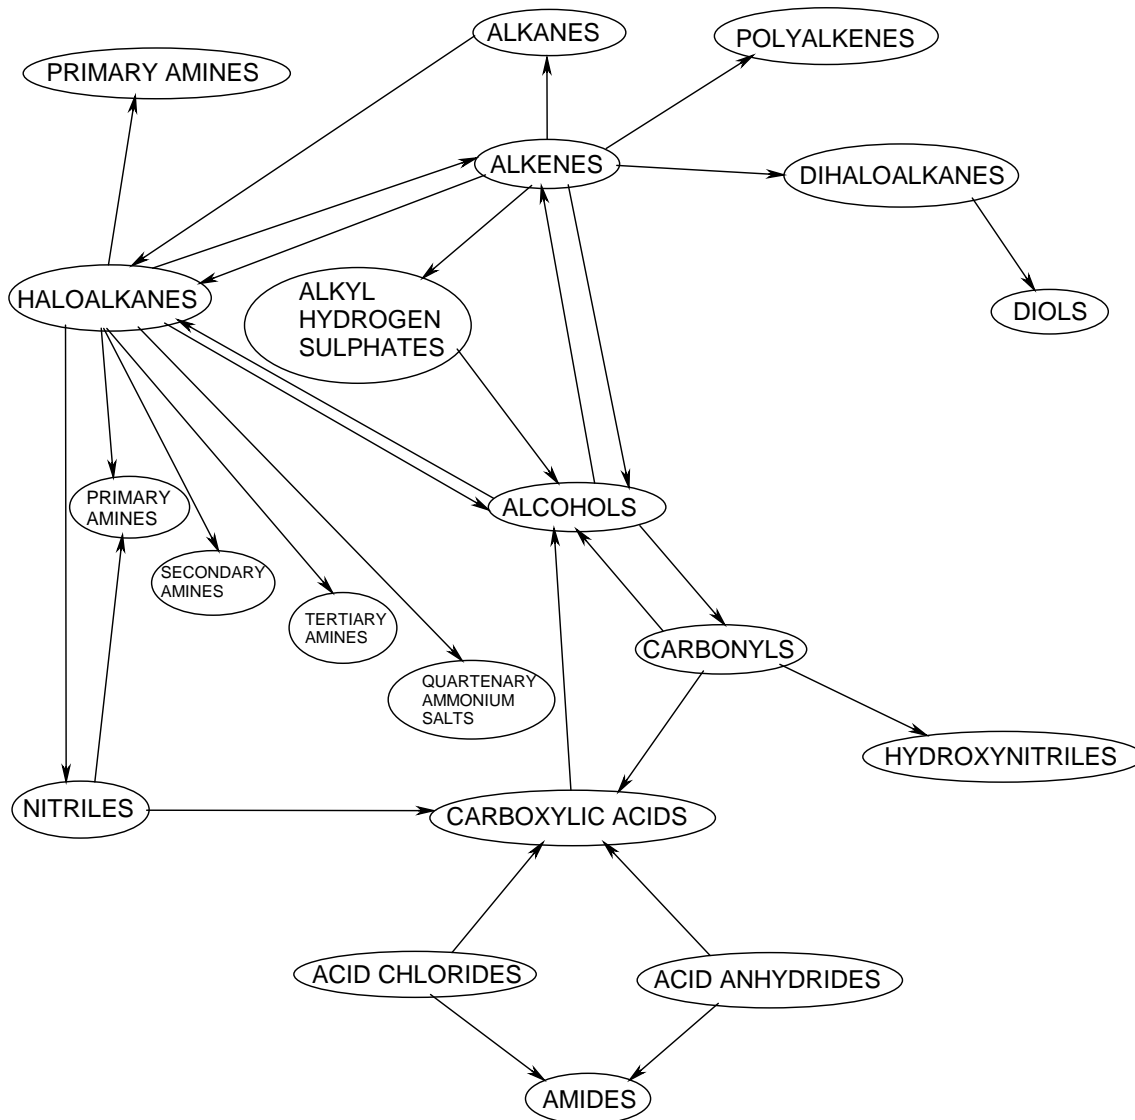 ALKANES
POLYALKENES
PRIMARY AMINES
ALKENES
DIHALOALKANES
HALOALKANES
ALKYL
HYDROGEN
SULPHATES
DIOLS
PRIMARY
AMINES
ALCOHOLS
SECONDARY
AMINES
TERTIARY
AMINES
CARBONYLS
QUARTENARY
AMMONIUM
SALTS
HYDROXYNITRILES
NITRILES
CARBOXYLIC ACIDS
ACID CHLORIDES
ACID ANHYDRIDES
AMIDES